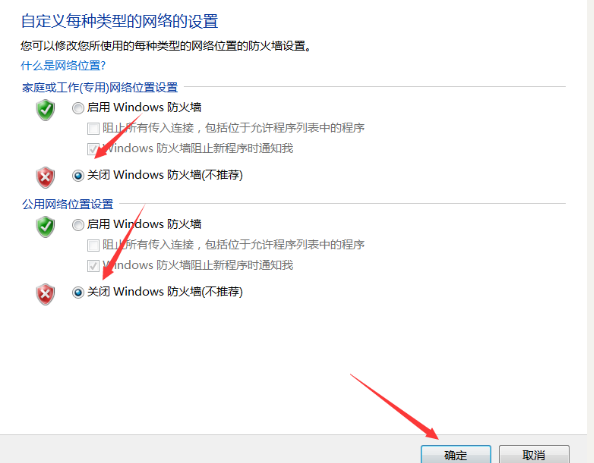 自定义每种类型的网络的设置
您可以修改您所使用的每种类型的网络位置的防火墙设置。
什么是网络位置?
家庭或工作(专用)网络位置设置
启用 Windows 防火墙
阻止所有传入连接，包括位于允许程序列表中的程序
Windows 防火墙阻止新程序时通知我
关闭 Windows 防火墙(不推荐)
公用网络位置设置
启用 Windows 防火墙
阻止所有传入连接，包括位于允许程序列表中的程序
Windows 防火墙阻止新程序时通知我
关闭 Windows 防火墙(不推荐)
确定 取消